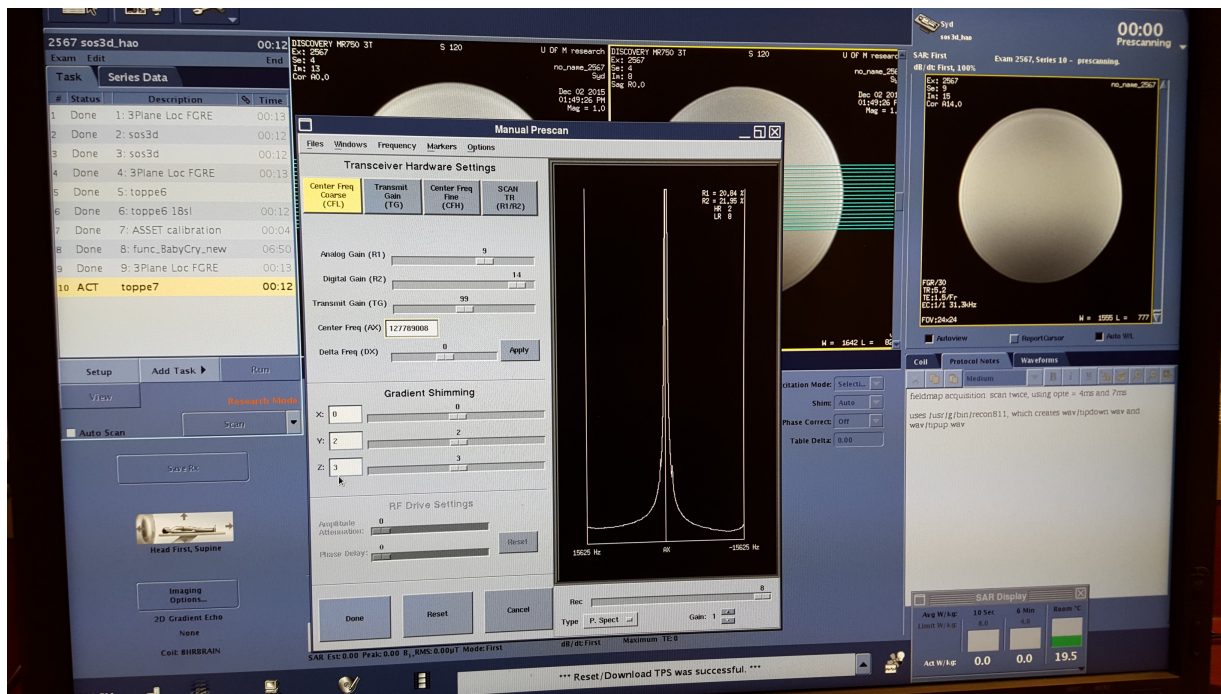 2567 sos3d_hao
00:12
Exam Edit
End
Task
Series Data
# Status Description Time
1 Done 1: 3Plane Loc FGRE 00:13
2 Done 2: sos3d 00:12
3 Done 3: sos3d 00:12
4 Done 4: 3Plane Loc FGRE 00:13
5 Done 5: toppe6
6 Done 6: toppe6 18sl 00:12
7 Done 7: ASSET calibration 00:04
8 Done 8: func_BabyCry_new 06:50
9 Done 9: 3Plane Loc FGRE 00:13
10 ACT toppe7 00:12
Setup
Add Task
Run
View
Research Mode
Auto Scan
Scan
Save Rx
Head First, Supine
Imaging
Options...
2D Gradient Echo
None
Coil: 8HRBRAIN
DISCOVERY MR750 3T
Ex: 2567
Se: 4
Im: 13
Cor A0.0
S 120
U OF M research
no_name_2567
Syd
Dec 02 2015
01:49:26 PM
Mag = 1.0
DISCOVERY MR750 3T
Ex: 2567
Se: 4
Im: 8
Sag R0.0
S 120
U OF M researc
no_name_256
Sy
Dec 02 201
01:49:26 P
Mag = 1.
W = 1642 L = 82
Manual Prescan
Files Windows Frequency Markers Options
Transceiver Hardware Settings
Center Freq
Coarse
(CFL)
Transmit
Gain
(TG)
Center Freq
Fine
(CFH)
SCAN
TR
(R1/R2)
Analog Gain (R1) 9
Digital Gain (R2) 14
Transmit Gain (TG) 99
Center Freq (AX) 127789008
Delta Freq (DX) 0 Apply
Gradient Shimming
X: 0 0
Y: 2 2
Z: 3 3
RF Drive Settings
Amplitude
Attenuation: 0
Phase Delay: 0
Reset
Done
Reset
Cancel
R1 = 20.84 %
R2 = 21.95 %
HR 2
LR 8
15625 Hz
AX
-15625 Hz
Rec 8
Type P. Spect
Gain: 1
SAR Est: 0.00 Peak: 0.00 B1+RMS: 0.00µT Mode: First
dB/dt: First
Maximum TE: 0
*** Reset/Download TPS was successful. ***
citation Mode: Selecti...
Shim: Auto
Phase Correct: Off
Table Delta: 0.00
Syd
sos3d_hao
00:00
Prescanning
SAR: First
dB/dt: First, 100%
Exam 2567, Series 10 - prescanning.
Ex: 2567
Se: 9
Im: 15
Cor A14.0
no_name_2567
FGR/30
TR:5.2
TE:1.5/Fr
EC:1/1 31.3kHz
FOV:24x24
W = 1555 L = 777
Autoview
ReportCursor
Auto W/L
Coil
Protocol Notes
Waveforms
Medium
B I
fieldmap acquisition. scan twice, using opte = 4ms and 7ms
uses /usr/g/bin/recon811, which creates wav/tipdown.wav and
wav/tipup.wav
SAR Display
Avg W/kg: 10 Sec 6 Min Room °C
Limit W/kg: 8.0 4.0
Act W/kg: 0.0 0.0 19.5